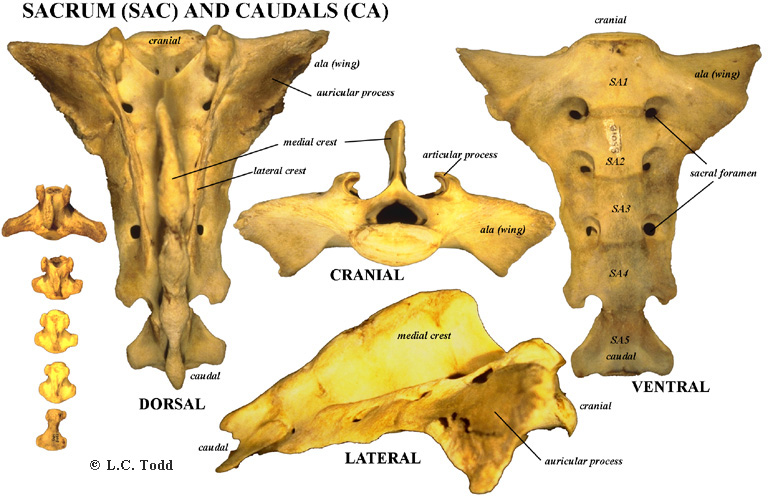 SACRUM (SAC) AND CAUDALS (CA)
cranial
ala (wing)
auricular process
medial crest
lateral crest
caudal
DORSAL
articular process
ala (wing)
CRANIAL
cranial
SA1
ala (wing)
SA2
sacral foramen
SA3
SA4
SA5
caudal
VENTRAL
medial crest
cranial
caudal
auricular process
LATERAL
© L.C. Todd